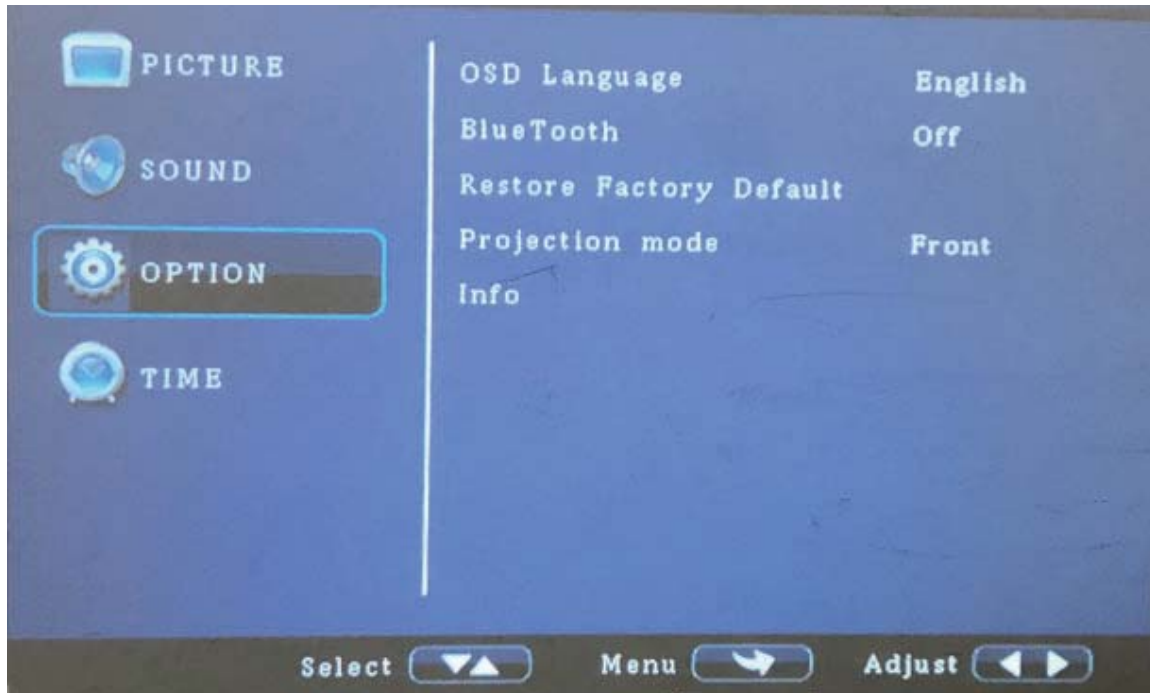 PICTURE
SOUND
OPTION
TIME
OSD Language English
BlueTooth Off
Restore Factory Default
Projection mode Front
Info
Select Menu Adjust